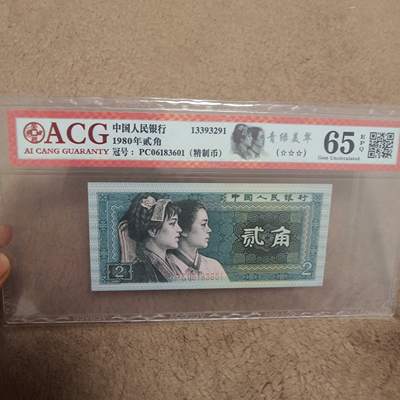 ACG
AI CANG GUARANTY
中国人民银行
13393291
1980年贰角
冠号：PC06183601（精制币）
青绿美翠
（☆☆☆）
65 EPQ
Gem Uncirculated
中国人民银行
贰角
PC06183601
2
2